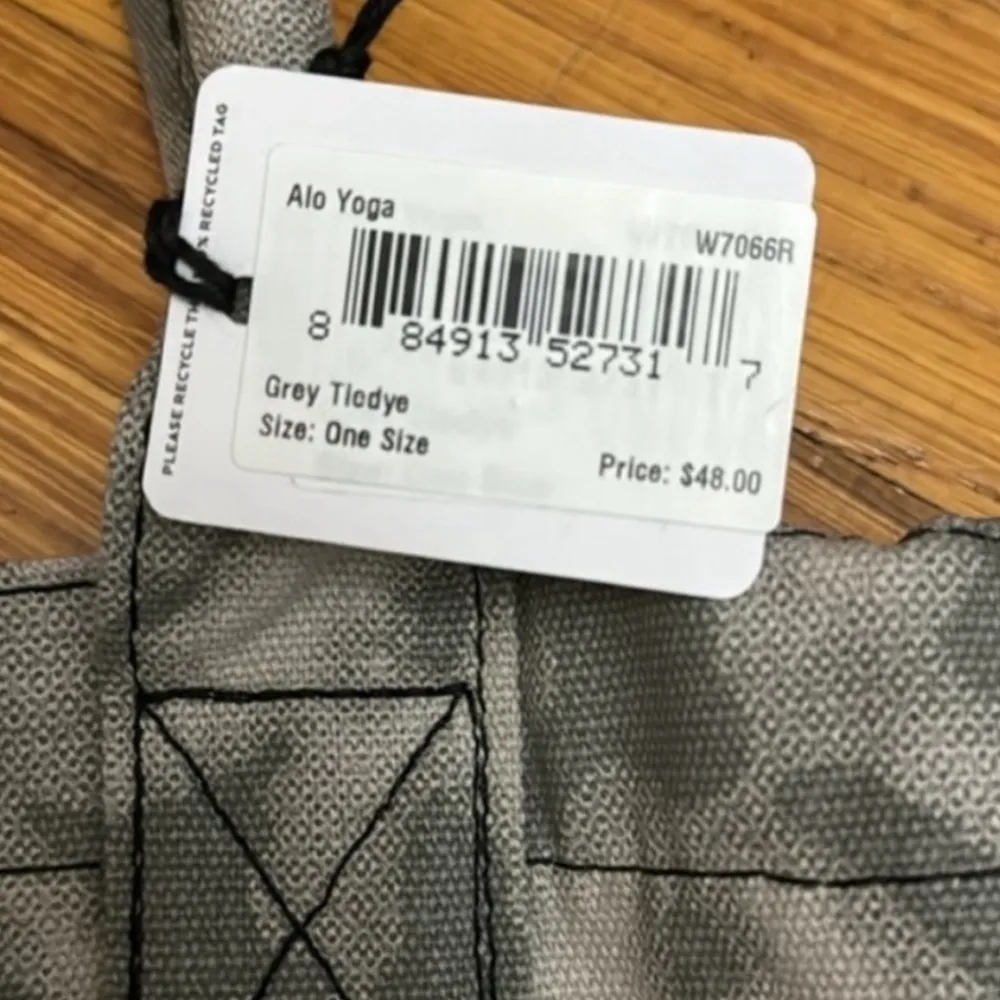 Alo Yoga
W7066R
8 84913 52731 7
Grey Tiedye
Size: One Size
Price: $48.00
PLEASE RECYCLE RECYCLED TAG